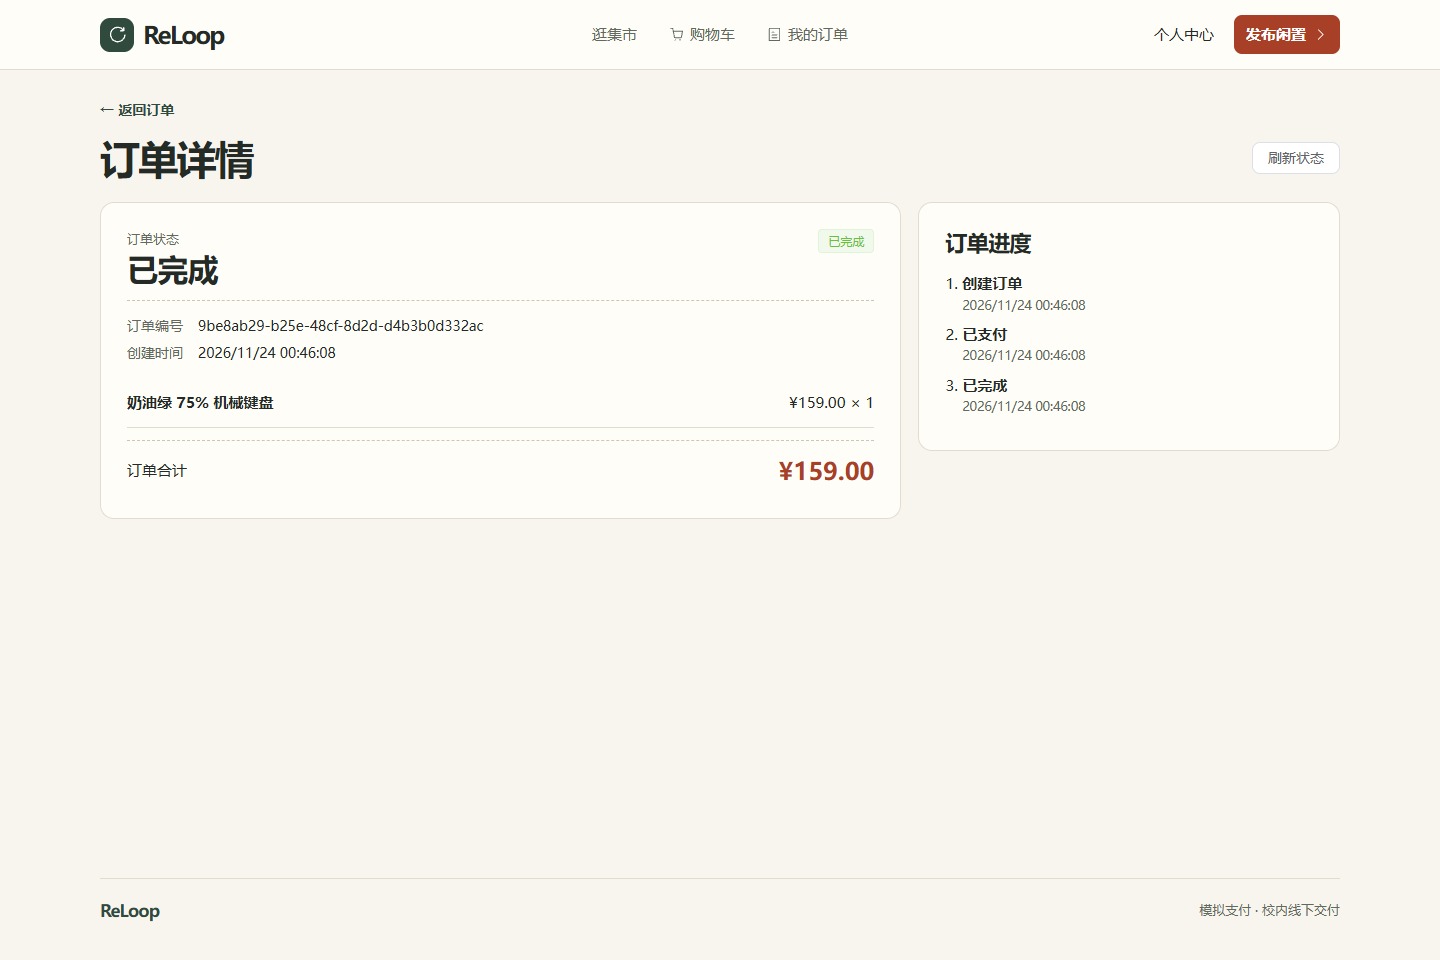 ReLoop
逛集市
购物车
我的订单
个人中心
发布闲置
← 返回订单
订单详情
刷新状态
订单状态
已完成
已完成
订单编号 9be8ab29-b25e-48cf-8d2d-d4b3b0d332ac
创建时间 2026/11/24 00:46:08
奶油绿 75% 机械键盘 ¥159.00 × 1
订单合计 ¥159.00
订单进度
1. 创建订单
2026/11/24 00:46:08
2. 已支付
2026/11/24 00:46:08
3. 已完成
2026/11/24 00:46:08
ReLoop
模拟支付 · 校内线下交付